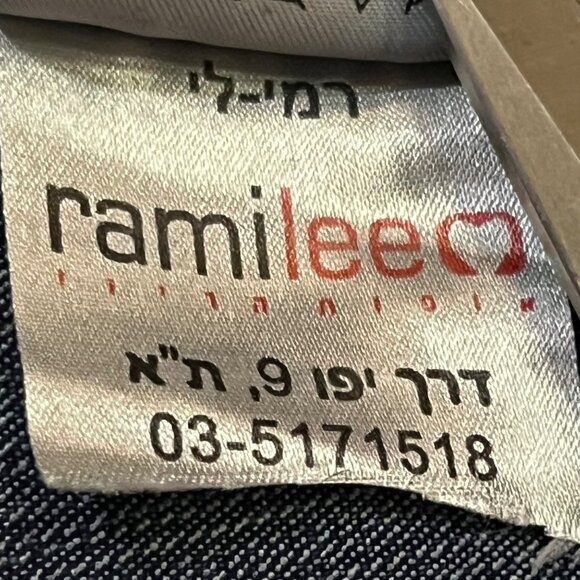 רמי-לי
ramilee
אופנת הריון
דרך יפו 9, ת"א
03-5171518